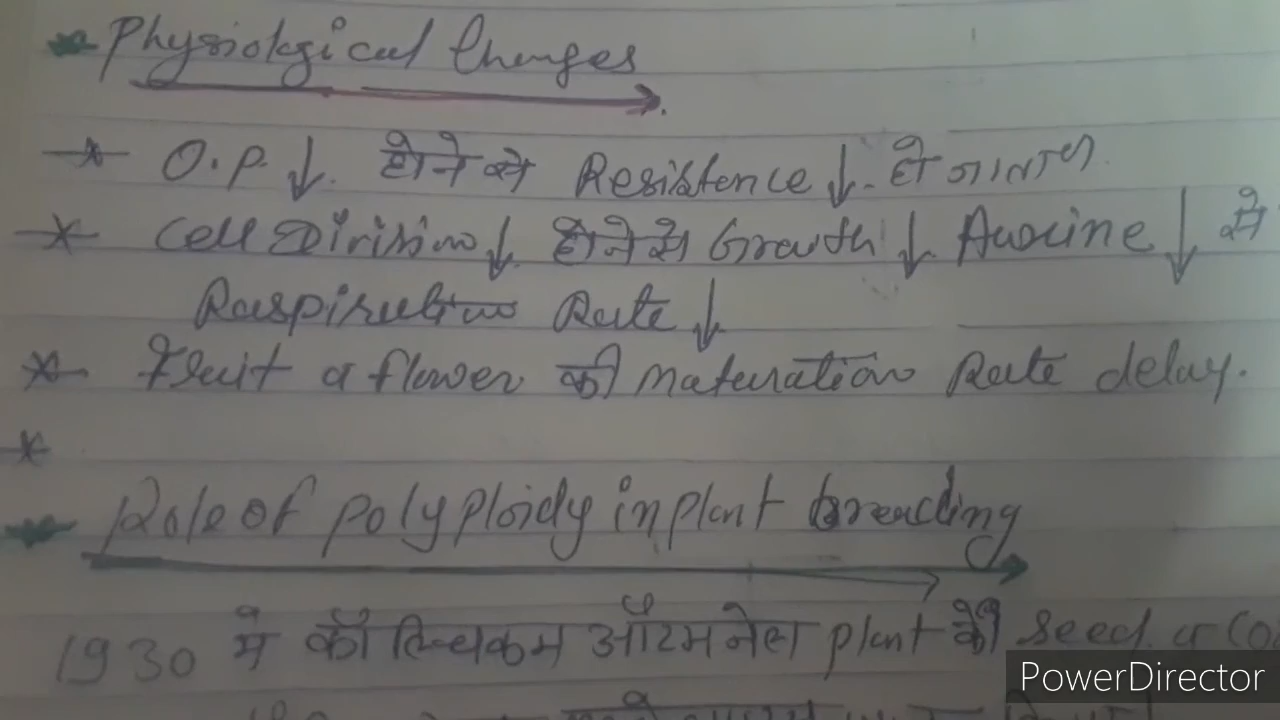 Physiological Changes
O.P.↓. होने से Resistence↓. हो जाता है
Cell Division↓ होने से Growth↓. Auxine↓ से
Respiration Rate↓
Fruit व flower की maturation Rate delay.
Role of polyploidy in plant breeding
1930 में ऑटमनेल plant की seed व
PowerDirector